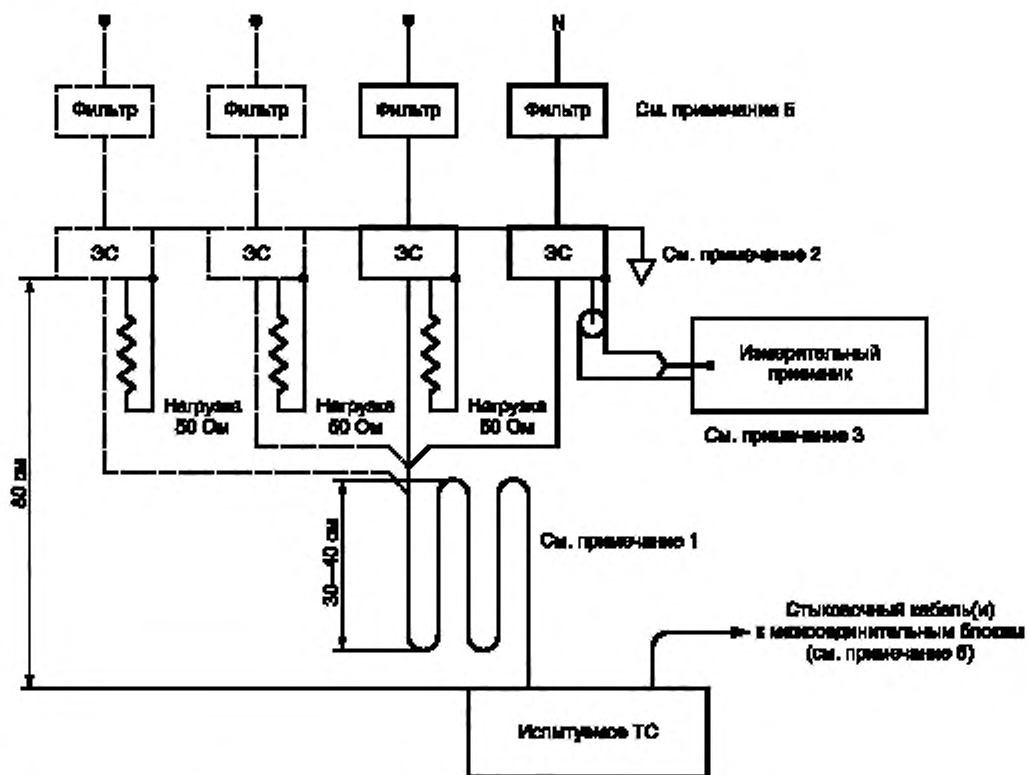 N
Фильтр
Фильтр
Фильтр
Фильтр
См. примечание 5
ЭС
ЭС
ЭС
ЭС
См. примечание 2
Измерительный
приемник
См. примечание 3
Нагрузка
50 Ом
Нагрузка
50 Ом
Нагрузка
50 Ом
80 см
30—40 см
См. примечание 1
Стыковочный кабель(и)
к
блокам
(см. примечание 6)
Испытуемое ТС